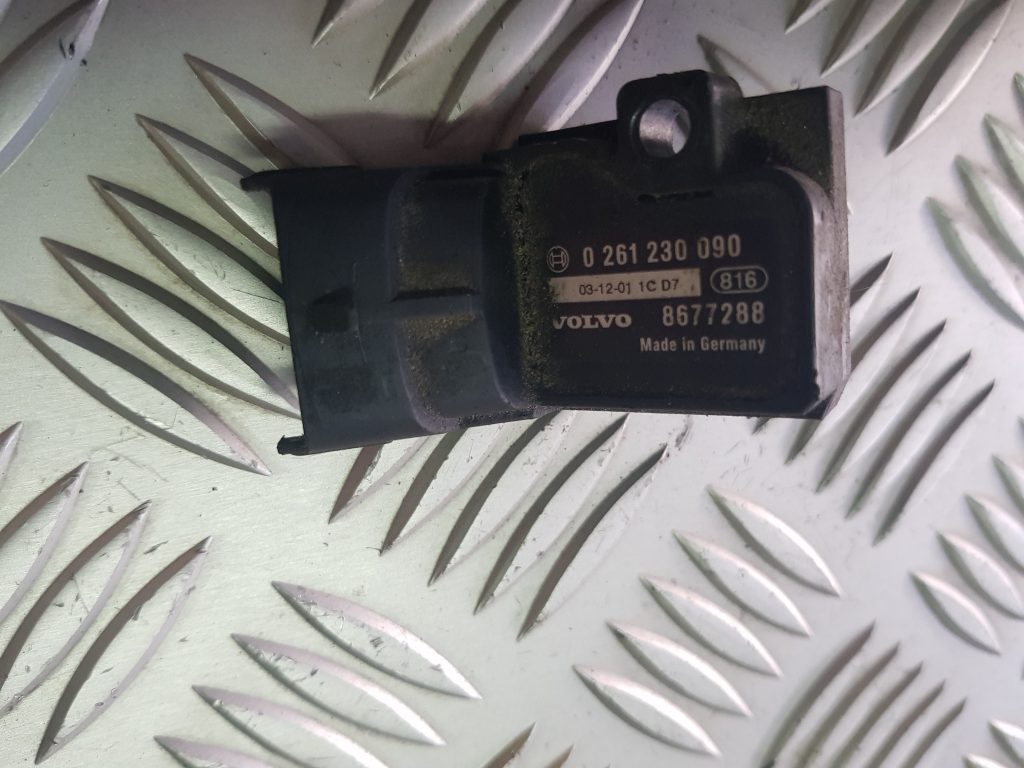 0 261 230 090
03-12-01 1C D7 816
VOLVO 8677288
Made in Germany